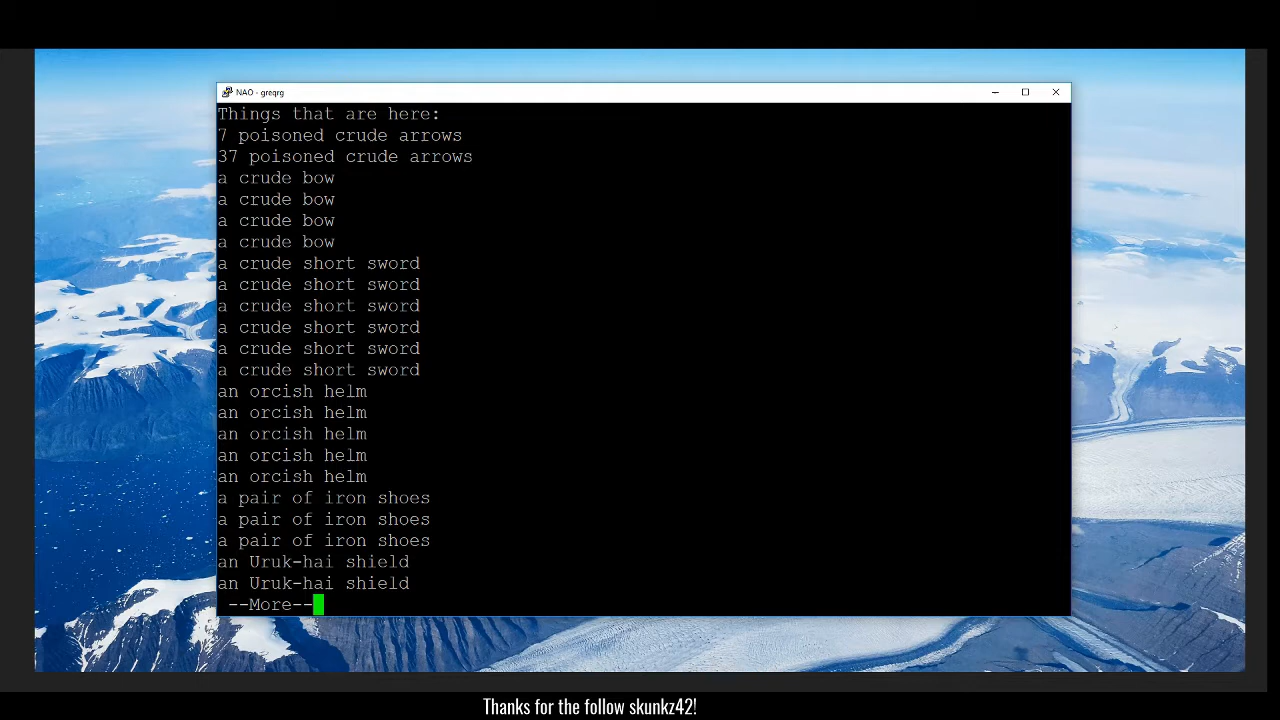 NAO - greqrg
Things that are here:
7 poisoned crude arrows
37 poisoned crude arrows
a crude bow
a crude bow
a crude bow
a crude bow
a crude short sword
a crude short sword
a crude short sword
a crude short sword
a crude short sword
a crude short sword
an orcish helm
an orcish helm
an orcish helm
an orcish helm
an orcish helm
a pair of iron shoes
a pair of iron shoes
a pair of iron shoes
an Uruk-hai shield
an Uruk-hai shield
--More--
Thanks for the follow skunkz42!